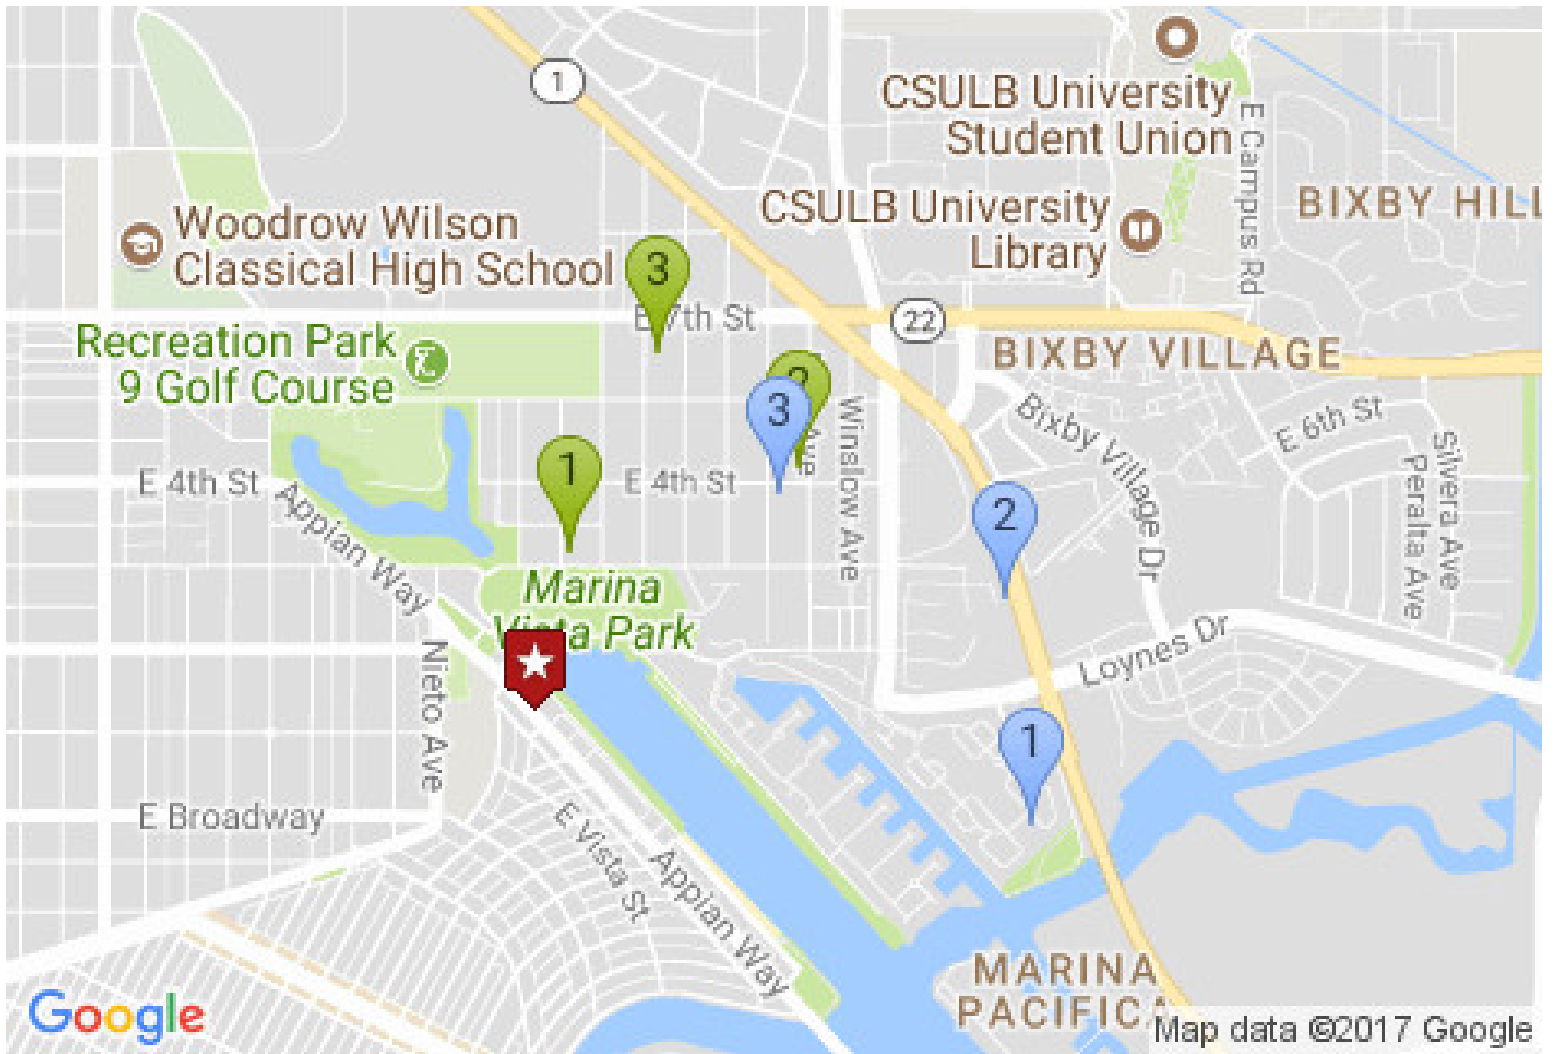 1
CSULB University
Student Union
E Campus Rd
BIXBY HILL
CSULB University
Library
Woodrow Wilson
Classical High School
3
E 7th St
22
Recreation Park
9 Golf Course
BIXBY VILLAGE
3
Ave
Winslow Ave
Bixby Village Dr
E 6th St
Silvera Ave
Peralta Ave
E 4th St
1
E 4th St
2
Appian Way
Marina
Vista Park
Nieto Ave
Loynes Dr
1
E Broadway
E Vista St
Appian Way
MARINA
PACIFICA
Google
Map data ©2017 Google